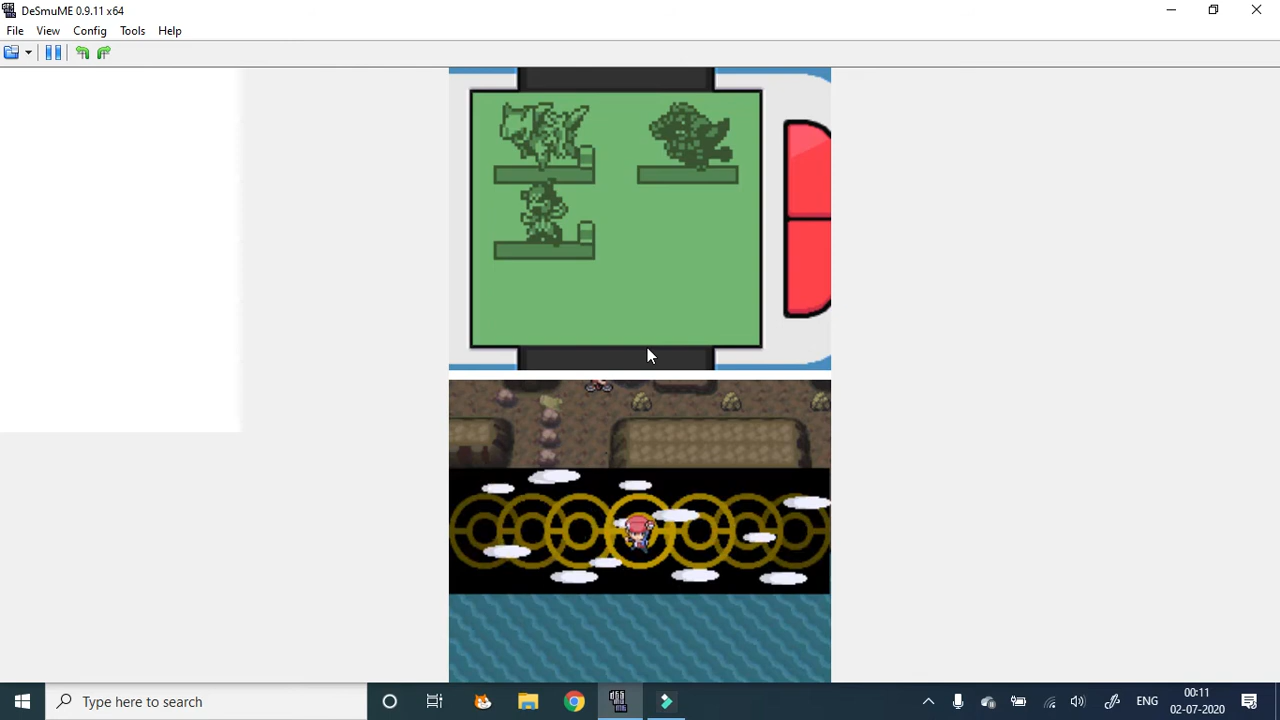 DeSmuME 0.9.11 x64
File View Config Tools Help
Type here to search
ENG
00:11
02-07-2020